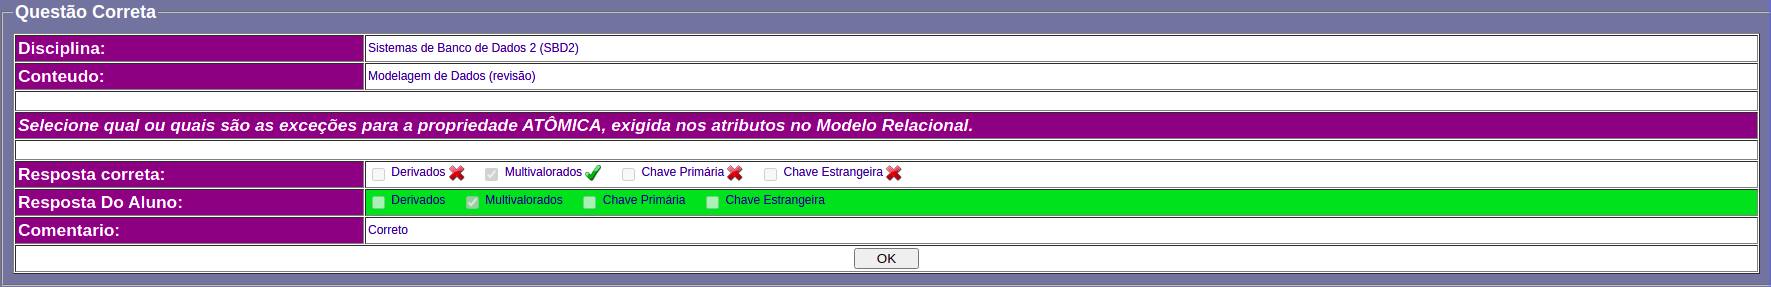 Questão Correta
Disciplina: Sistemas de Banco de Dados 2 (SBD2)
Conteudo: Modelagem de Dados (revisão)
Selecione qual ou quais são as exceções para a propriedade ATÔMICA, exigida nos atributos no Modelo Relacional.
Resposta correta: Derivados Multivalorados Chave Primária Chave Estrangeira
Resposta Do Aluno: Derivados Multivalorados Chave Primária Chave Estrangeira
Comentario: Correto
OK